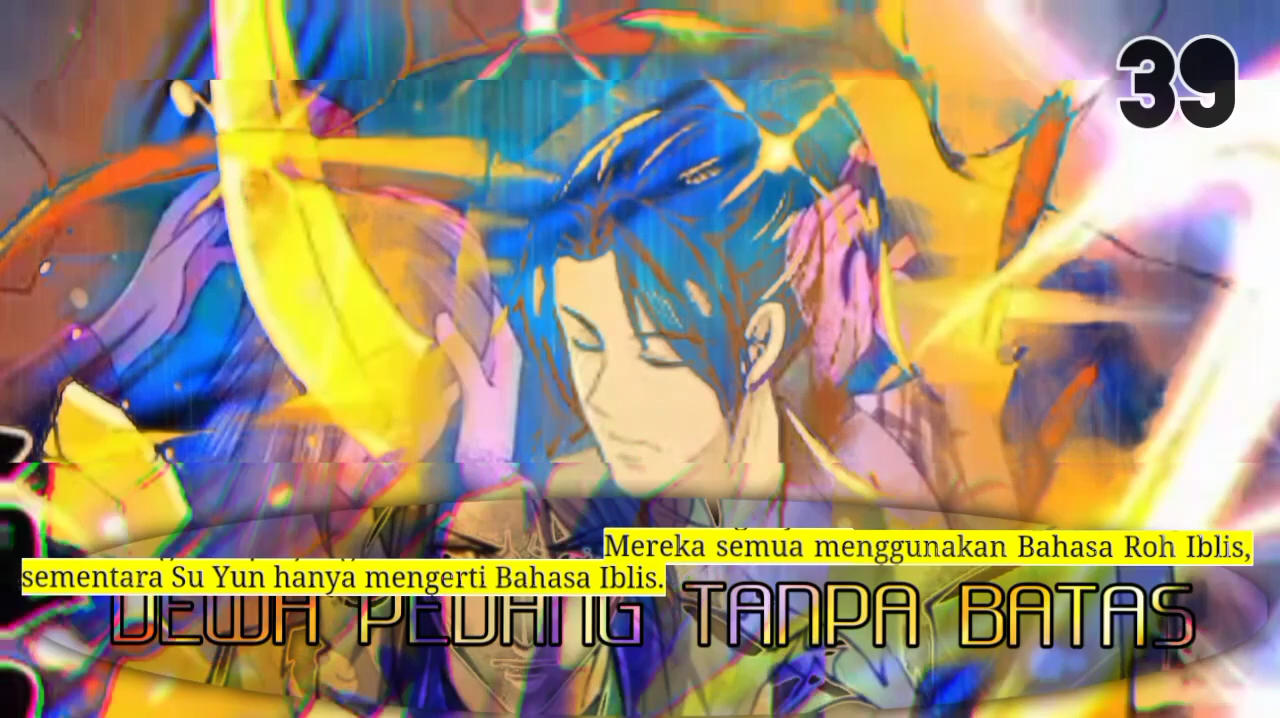 39
Mereka semua menggunakan Bahasa Roh Iblis,
sementara Su Yun hanya mengerti Bahasa Iblis.
DEWA PEDANG TANPA BATAS